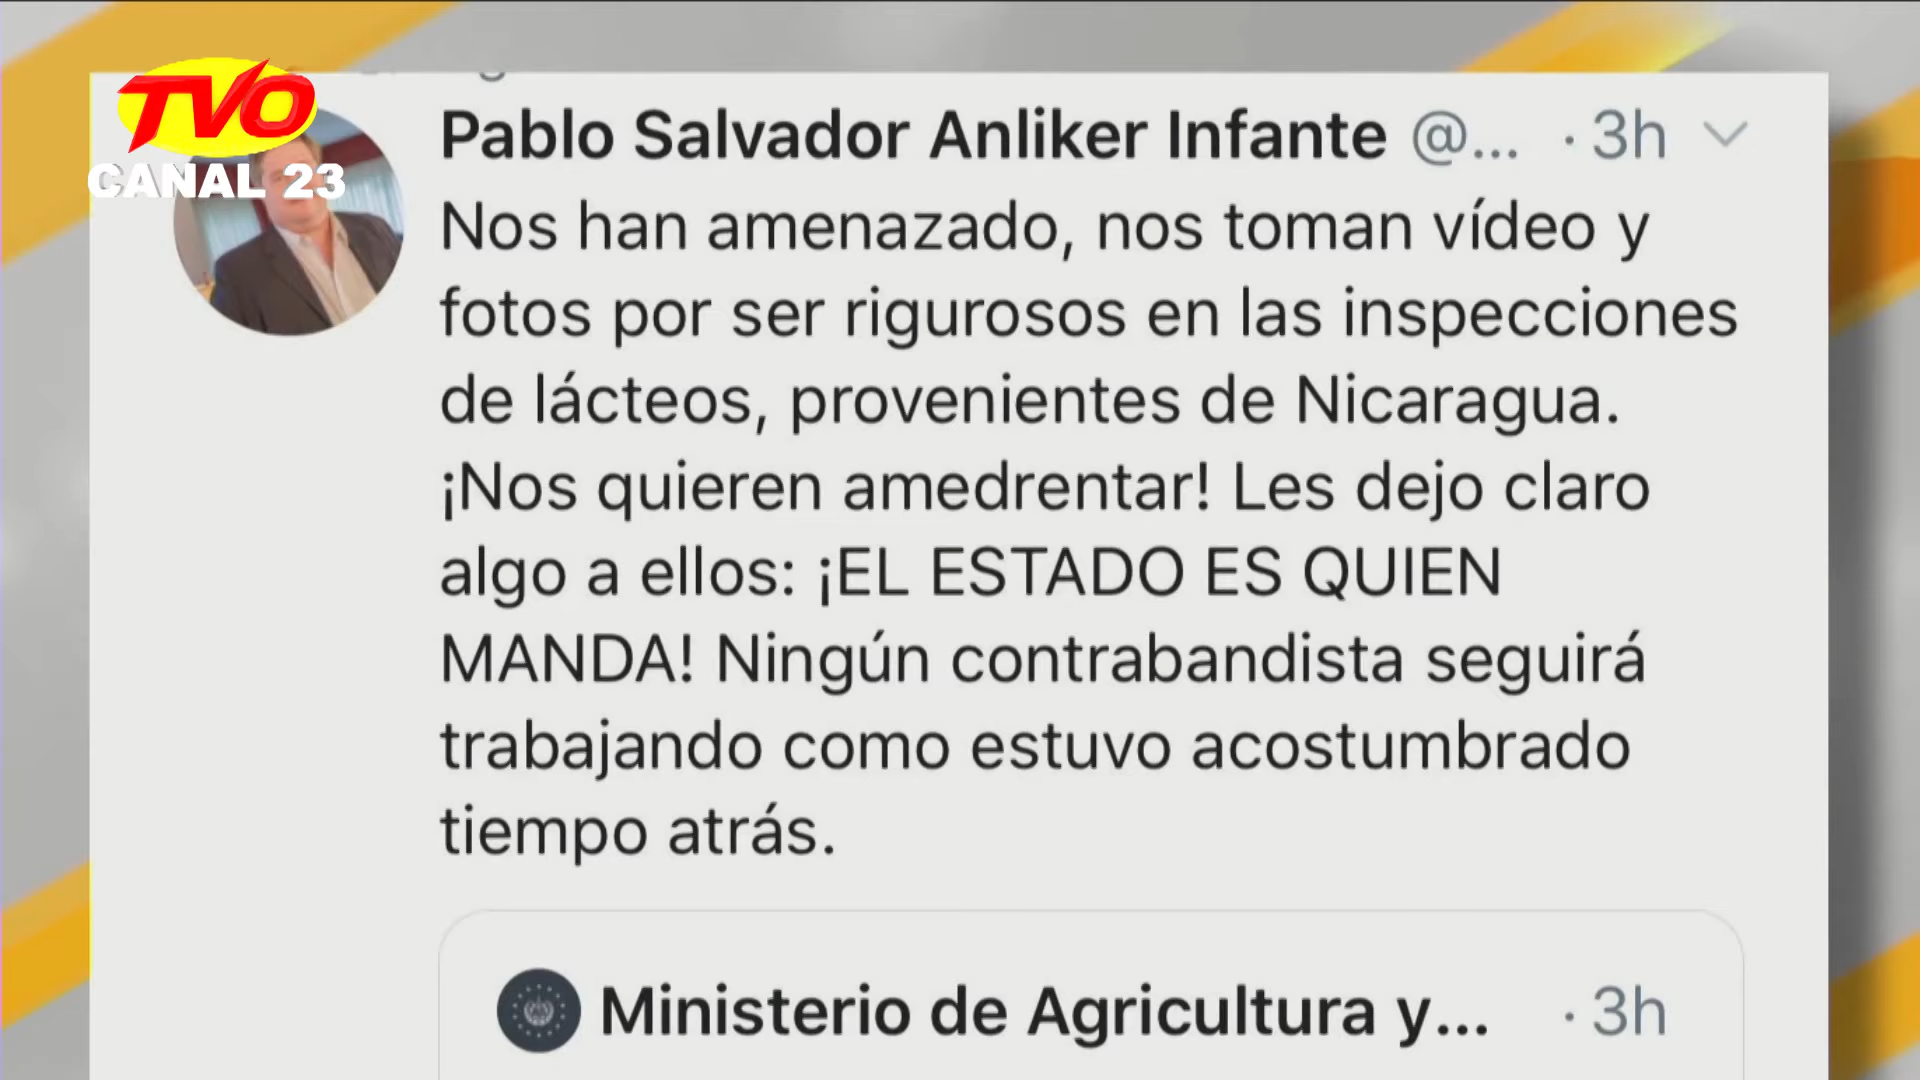 TVO
CANAL 23
Pablo Salvador Anliker Infante @... · 3h
Nos han amenazado, nos toman vídeo y
fotos por ser rigurosos en las inspecciones
de lácteos, provenientes de Nicaragua.
¡Nos quieren amedrentar! Les dejo claro
algo a ellos: ¡EL ESTADO ES QUIEN
MANDA! Ningún contrabandista seguirá
trabajando como estuvo acostumbrado
tiempo atrás.
Ministerio de Agricultura y... · 3h